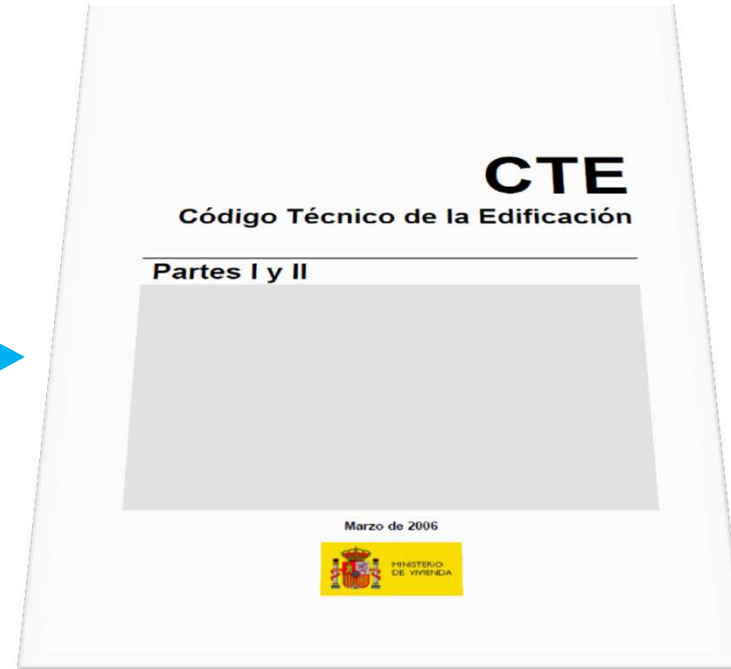 CTE
Código Técnico de la Edificación
Partes I y II
Marzo de 2006
MINISTERIO
DE VIVIENDA